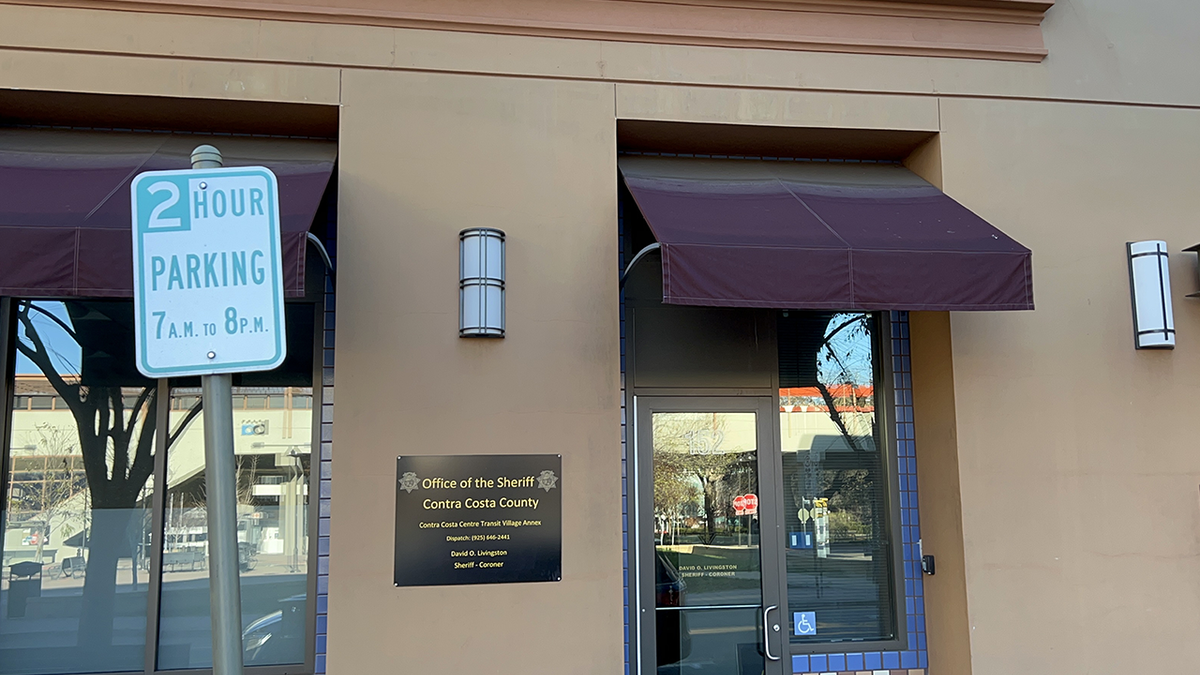 2 HOUR
PARKING
7 A.M. TO 8 P.M.
Office of the Sheriff
Contra Costa County
Contra Costa Centre Transit Village Annex
Dispatch: (925) 646-2441
David O. Livingston
Sheriff - Coroner
152
DAVID O. LIVINGSTON
SHERIFF - CORONER